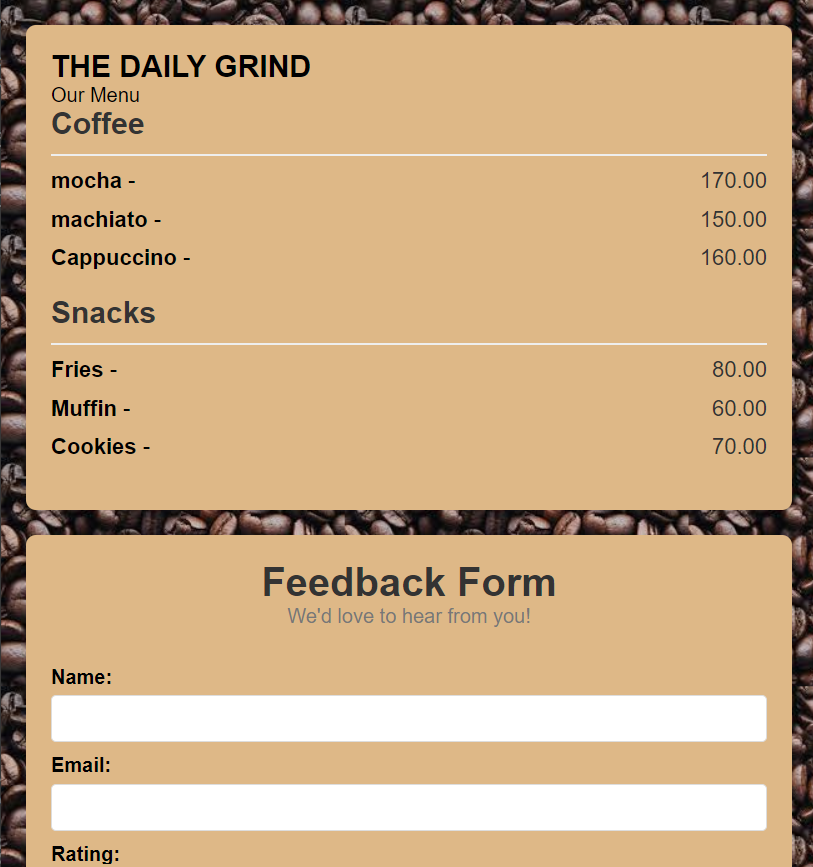 THE DAILY GRIND
Our Menu
Coffee
mocha - 170.00
machiato - 150.00
Cappuccino - 160.00
Snacks
Fries - 80.00
Muffin - 60.00
Cookies - 70.00
Feedback Form
We'd love to hear from you!
Name:
Email:
Rating: